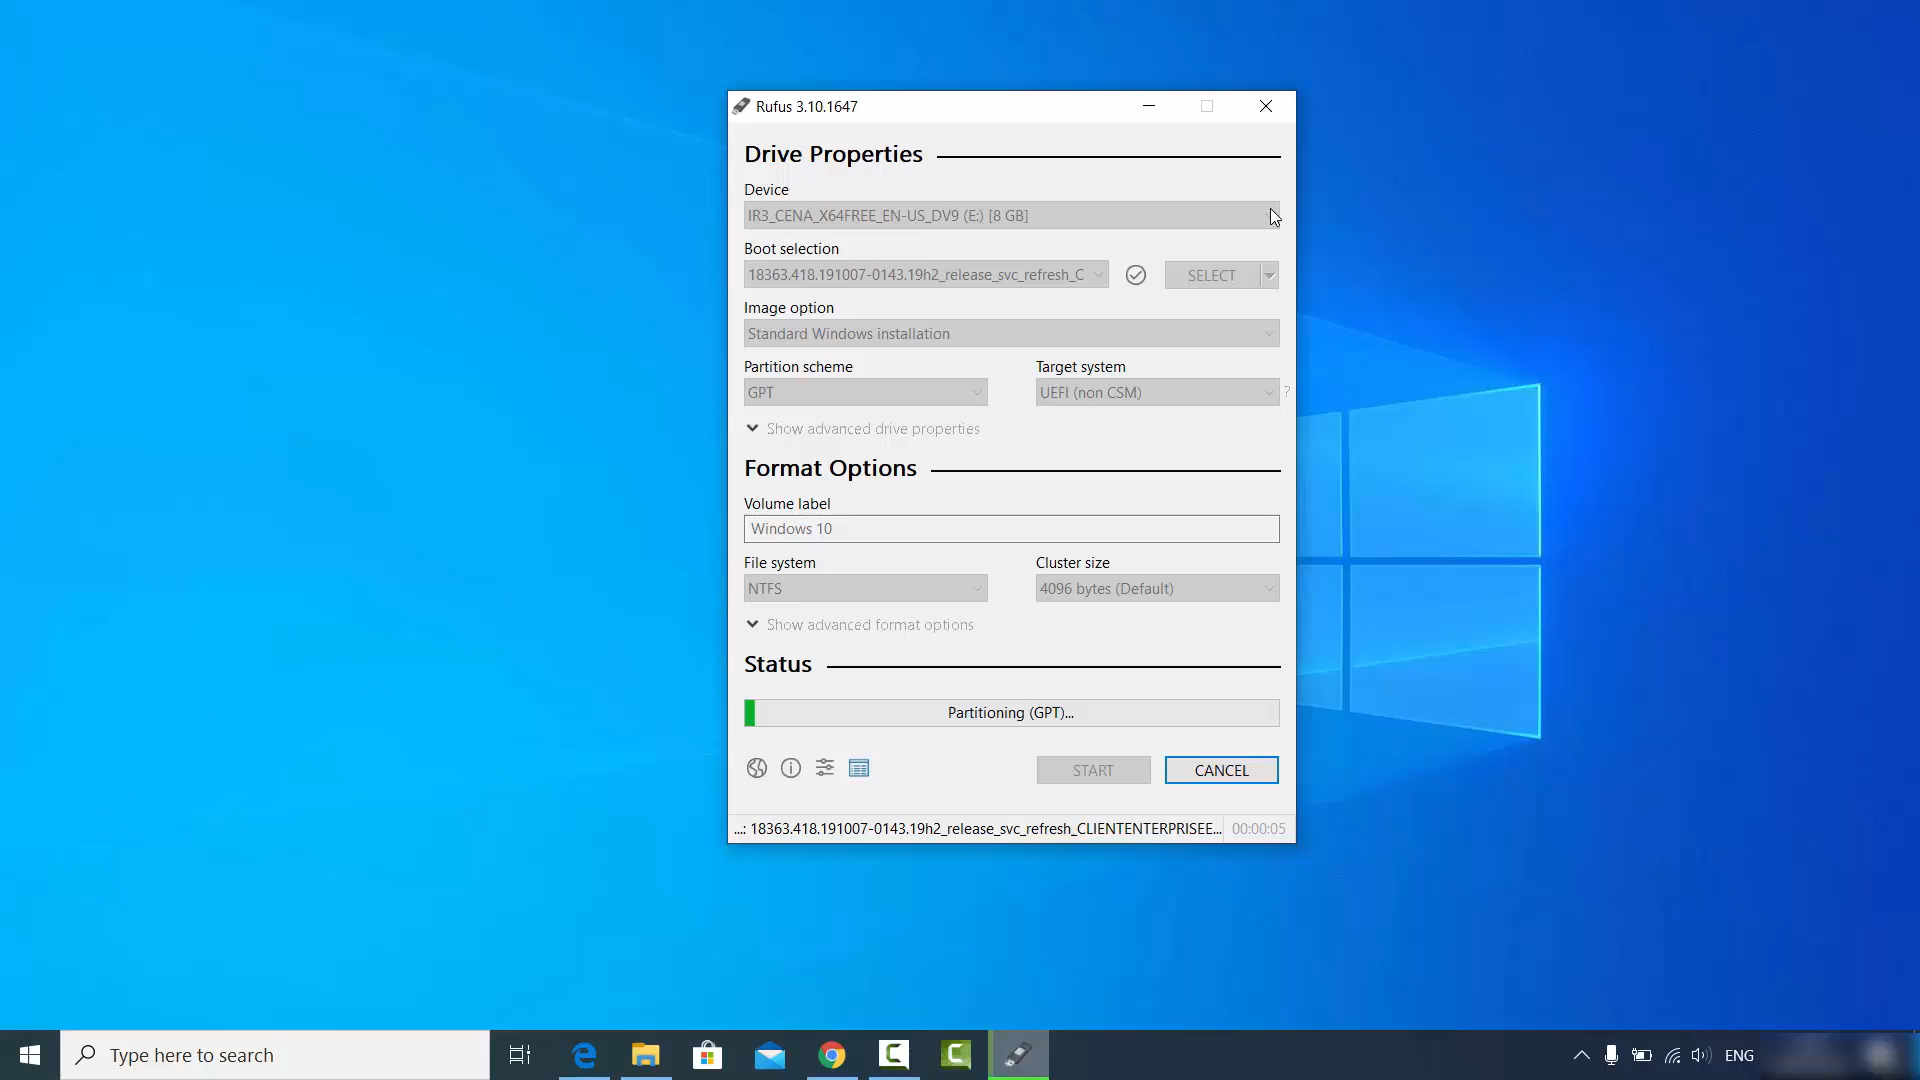 Rufus 3.10.1647
Drive Properties
Device
IR3_CENA_X64FREE_EN-US_DV9 (E:) [8 GB]
Boot selection
18363.418.191007-0143.19h2_release_svc_refresh_C
SELECT
Image option
Standard Windows installation
Partition scheme
Target system
GPT
UEFI (non CSM)
?
Show advanced drive properties
Format Options
Volume label
Windows 10
File system
Cluster size
NTFS
4096 bytes (Default)
Show advanced format options
Status
Partitioning (GPT)...
START
CANCEL
...: 18363.418.191007-0143.19h2_release_svc_refresh_CLIENTENTERPRISEE...
00:00:05
Type here to search
ENG